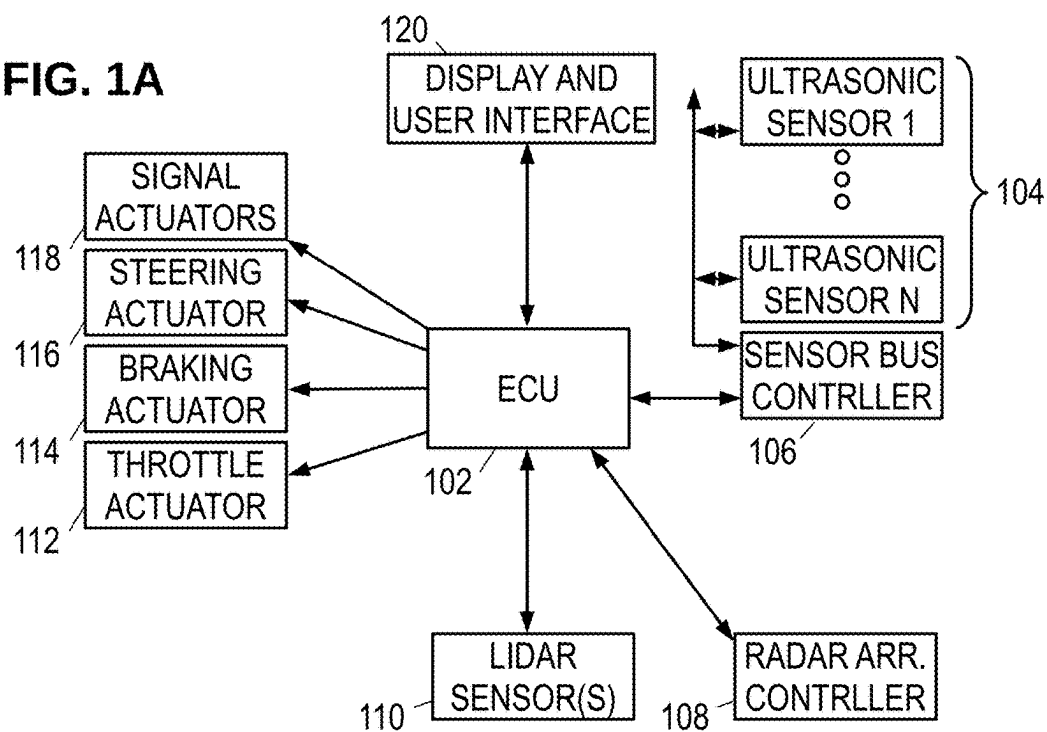 FIG. 1A
120
DISPLAY AND
USER INTERFACE
ULTRASONIC
SENSOR 1
104
ULTRASONIC
SENSOR N
SIGNAL
ACTUATORS
118
STEERING
ACTUATOR
116
BRAKING
ACTUATOR
114
THROTTLE
ACTUATOR
112
ECU
102
SENSOR BUS
CONTRLLER
106
LIDAR
SENSOR(S)
110
RADAR ARR.
CONTRLLER
108